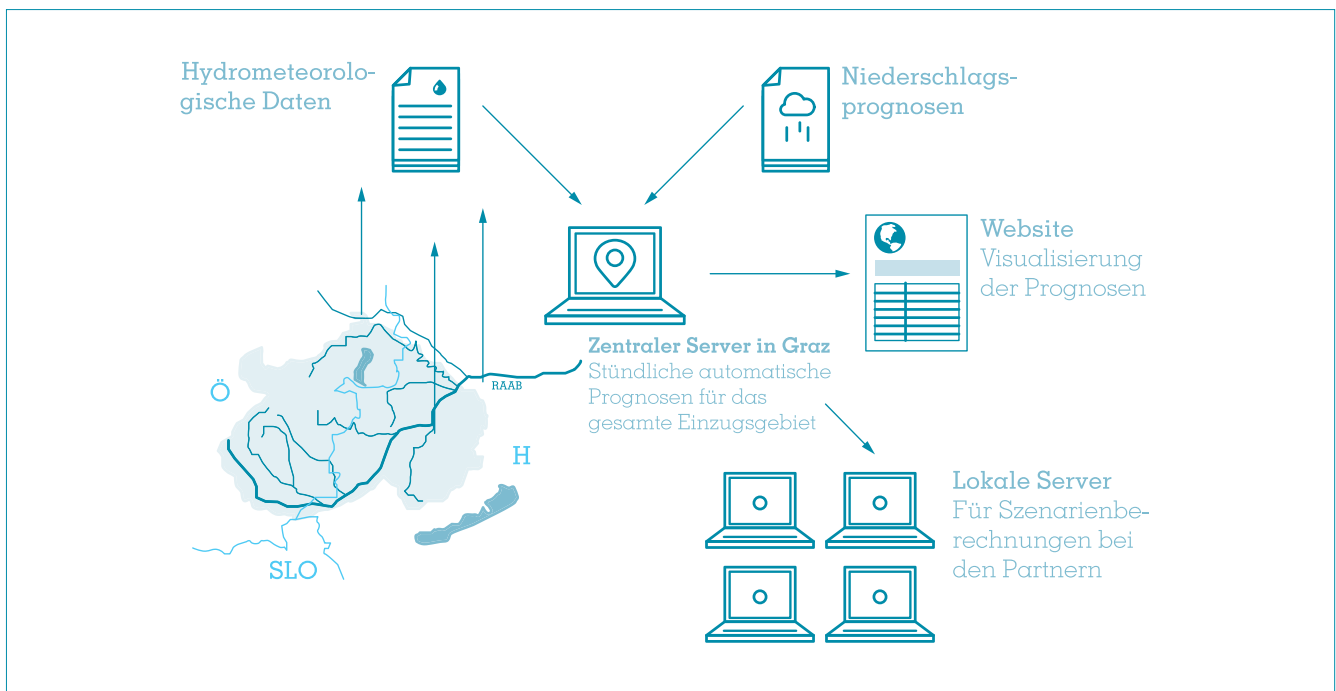 Hydrometeorolo-
gische Daten
Niederschlags-
prognosen
Website
Visualisierung
der Prognosen
Zentraler Server in Graz
Stündliche automatische
Prognosen für das
gesamte Einzugsgebiet
RAAB
Ö
H
SLO
Lokale Server
Für Szenarienbe-
rechnungen bei
den Partnern